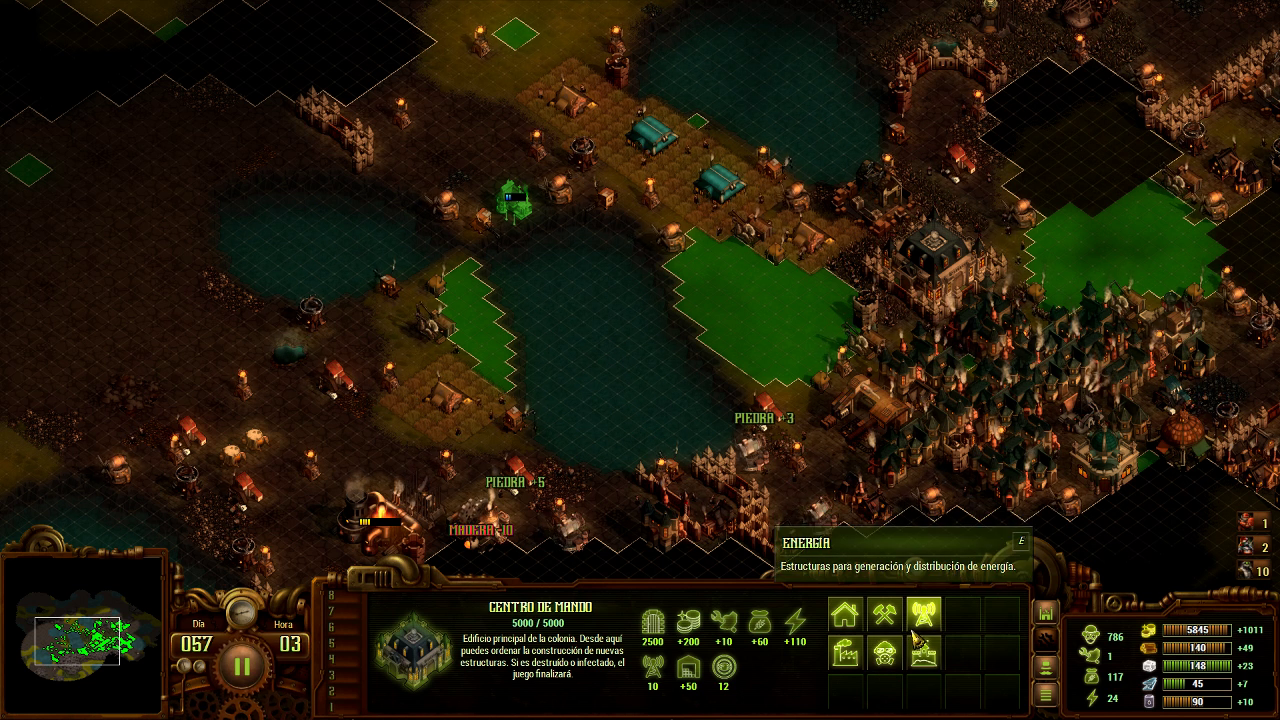 PIEDRA +3
PIEDRA +5
MADERA -10
ENERGÍA E
Estructuras para generación y distribución de energía.
1
2
10
Día
Hora
057
03
8
7
6
5
4
3
2
1
CENTRO DE MANDO
5000 / 5000
Edificio principal de la colonia. Desde aquí
puedes ordenar la construcción de nuevas
estructuras. Si es destruído o infectado, el
juego finalizará.
2500 +200 +10 +60 +110
10 +50 12
786 5845 +1011
1 140 +49
117 148 +23
24 45 +7
90 +10